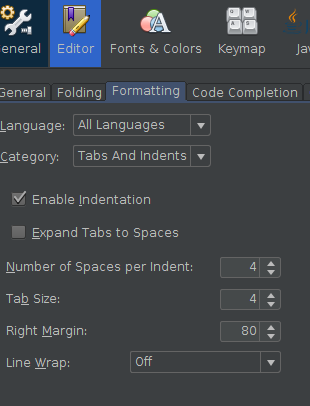 eneral Editor Fonts & Colors Keymap Jav
General Folding Formatting Code Completion
Language: All Languages
Category: Tabs And Indents
Enable Indentation
Expand Tabs to Spaces
Number of Spaces per Indent: 4
Tab Size: 4
Right Margin: 80
Line Wrap: Off